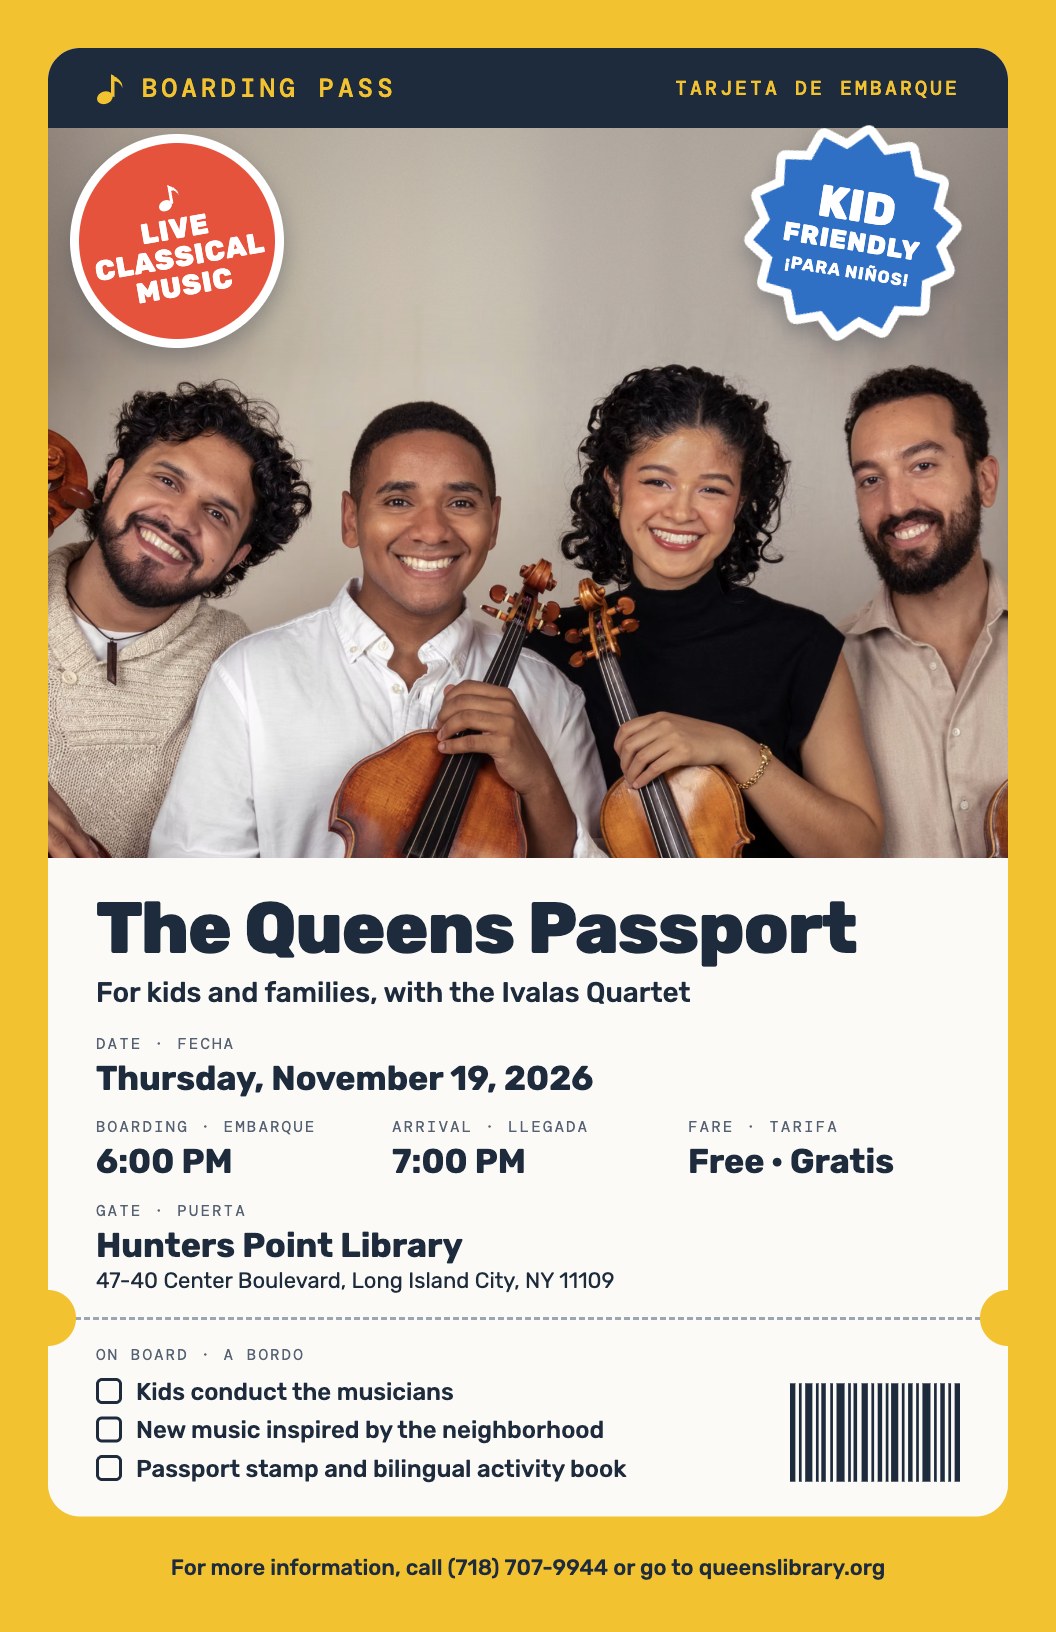 BOARDING PASS
TARJETA DE EMBARQUE
LIVE
CLASSICAL
MUSIC
KID
FRIENDLY
¡PARA NIÑOS!
The Queens Passport
For kids and families, with the Ivalas Quartet
DATE · FECHA
Thursday, November 19, 2026
BOARDING · EMBARQUE
6:00 PM
ARRIVAL · LLEGADA
7:00 PM
FARE · TARIFA
Free • Gratis
GATE · PUERTA
Hunters Point Library
47-40 Center Boulevard, Long Island City, NY 11109
ON BOARD · A BORDO
Kids conduct the musicians
New music inspired by the neighborhood
Passport stamp and bilingual activity book
For more information, call (718) 707-9944 or go to queenslibrary.org